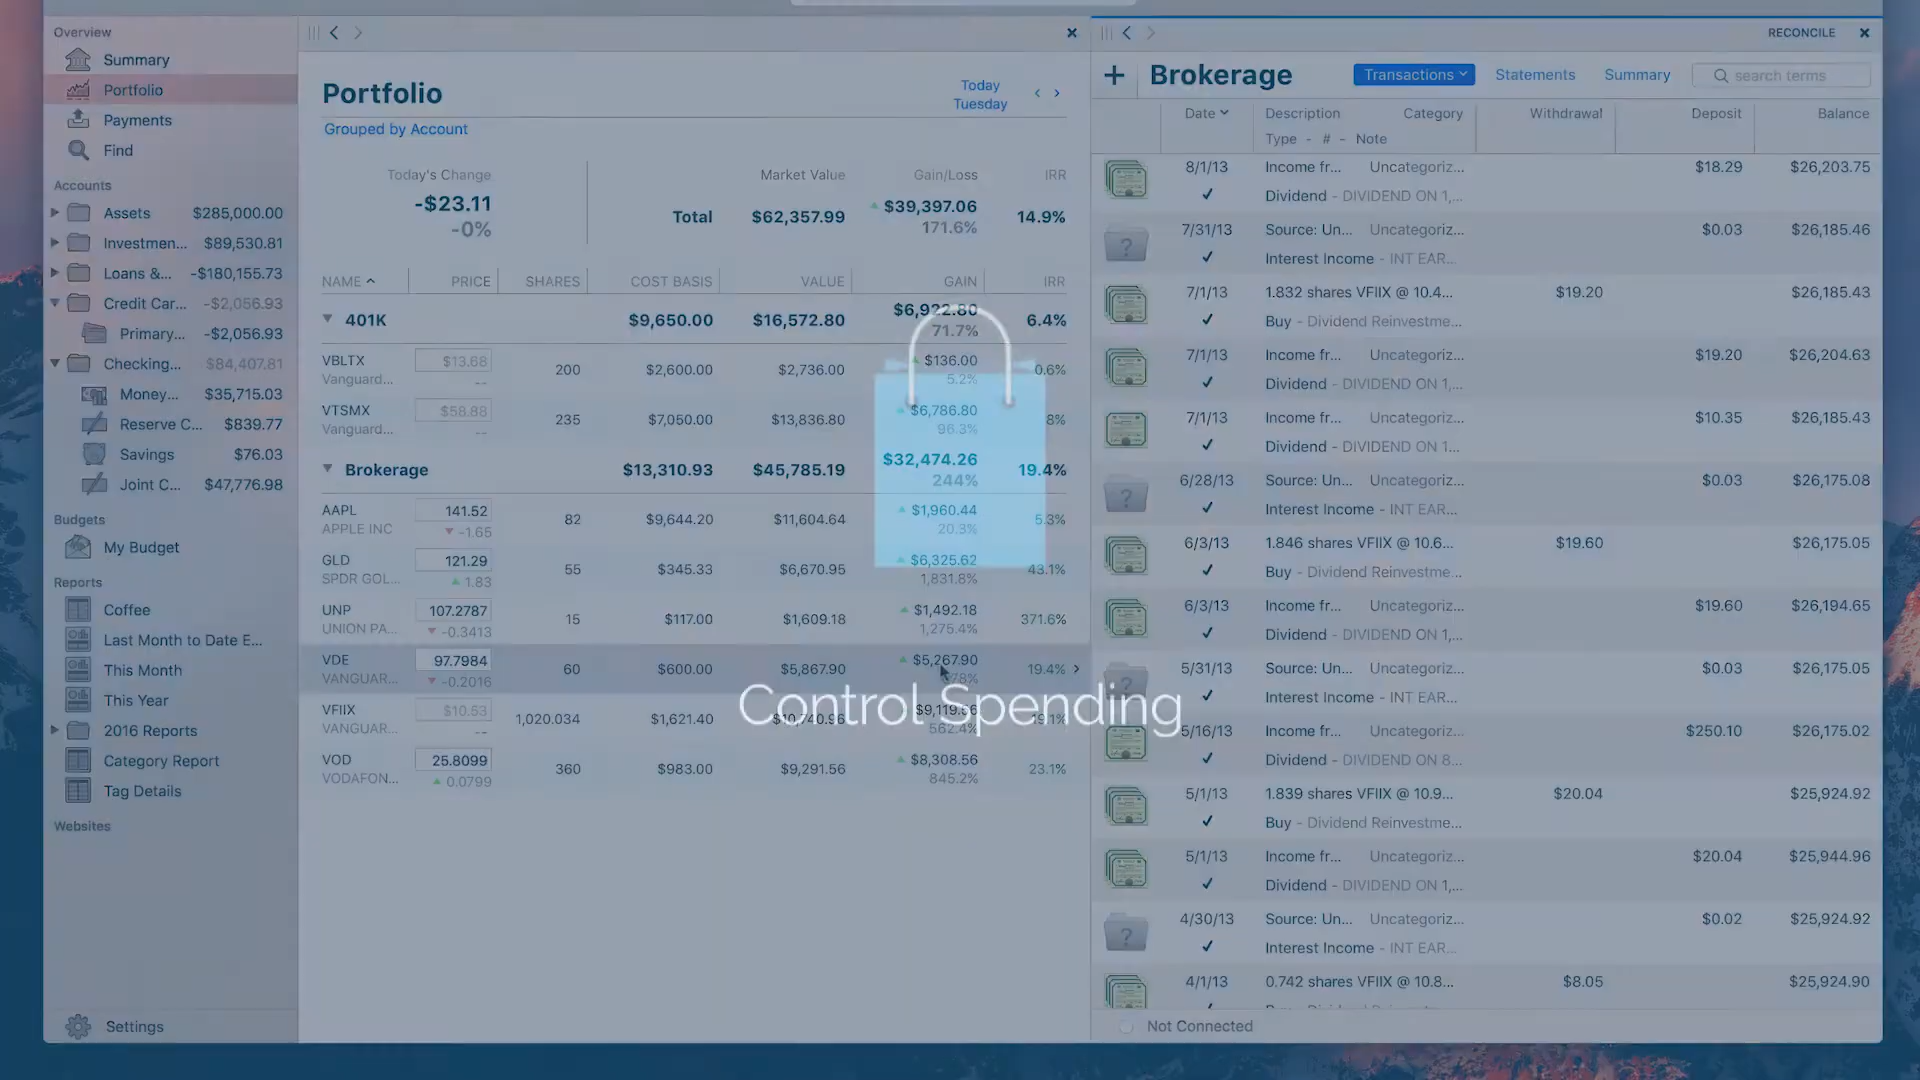 Overview
Summary
Portfolio
Payments
Find
Accounts
Assets $285,000.00
Investmen... $89,530.81
Loans &... -$180,155.73
Credit Car... -$2,056.93
Primary... -$2,056.93
Checking... $84,407.81
Money... $35,715.03
Reserve C... $839.77
Savings $76.03
Joint C... $47,776.98
Budgets
My Budget
Reports
Coffee
Last Month to Date E...
This Month
This Year
2016 Reports
Category Report
Tag Details
Websites
Settings
Portfolio
Today
Tuesday
Grouped by Account
Today's Change Market Value Gain/Loss IRR
-$23.11 Total $62,357.99 $39,397.06 14.9%
-0% 171.6%
NAME PRICE SHARES COST BASIS VALUE GAIN IRR
401K $9,650.00 $16,572.80 $6,922.80 6.4%
71.7%
VBLTX $13.68 200 $2,600.00 $2,736.00 $136.00 0.6%
Vanguard... -- 5.2%
VTSMX $58.88 235 $7,050.00 $13,836.80 $6,786.80 8%
Vanguard... -- 96.3%
Brokerage $13,310.93 $45,785.19 $32,474.26 19.4%
244%
AAPL 141.52 82 $9,644.20 $11,604.64 $1,960.44 5.3%
APPLE INC -1.65 20.3%
GLD 121.29 55 $345.33 $6,670.95 $6,325.62 43.1%
SPDR GOL... 1.83 1,831.8%
UNP 107.2787 15 $117.00 $1,609.18 $1,492.18 371.6%
UNION PA... -0.3413 1,275.4%
VDE 97.7984 60 $600.00 $5,867.90 $5,267.90 19.4%
VANGUAR... -0.2016
Control Spending
VFIIX $10.53 1,020.034 $1,621.40 $10,740.96 $9,119.56 19.1%
VANGUAR... -- 562.4%
VOD 25.8099 360 $983.00 $9,291.56 $8,308.56 23.1%
VODAFON... 0.0799 845.2%
RECONCILE
Brokerage Transactions Statements Summary search terms
Date Description Category Withdrawal Deposit Balance
Type - # - Note
8/1/13 Income fr... Uncategoriz... $18.29 $26,203.75
Dividend - DIVIDEND ON 1,...
7/31/13 Source: Un... Uncategoriz... $0.03 $26,185.46
Interest Income - INT EAR...
7/1/13 1.832 shares VFIIX @ 10.4... $19.20 $26,185.43
Buy - Dividend Reinvestme...
7/1/13 Income fr... Uncategoriz... $19.20 $26,204.63
Dividend - DIVIDEND ON 1,...
7/1/13 Income fr... Uncategoriz... $10.35 $26,185.43
Dividend - DIVIDEND ON 1...
6/28/13 Source: Un... Uncategoriz... $0.03 $26,175.08
Interest Income - INT EAR...
6/3/13 1.846 shares VFIIX @ 10.6... $19.60 $26,175.05
Buy - Dividend Reinvestme...
6/3/13 Income fr... Uncategoriz... $19.60 $26,194.65
Dividend - DIVIDEND ON 1,...
5/31/13 Source: Un... Uncategoriz... $0.03 $26,175.05
Interest Income - INT EAR...
5/16/13 Income fr... Uncategoriz... $250.10 $26,175.02
Dividend - DIVIDEND ON 8...
5/1/13 1.839 shares VFIIX @ 10.9... $20.04 $25,924.92
Buy - Dividend Reinvestme...
5/1/13 Income fr... Uncategoriz... $20.04 $25,944.96
Dividend - DIVIDEND ON 1,...
4/30/13 Source: Un... Uncategoriz... $0.02 $25,924.92
Interest Income - INT EAR...
4/1/13 0.742 shares VFIIX @ 10.8... $8.05 $25,924.90
Not Connected